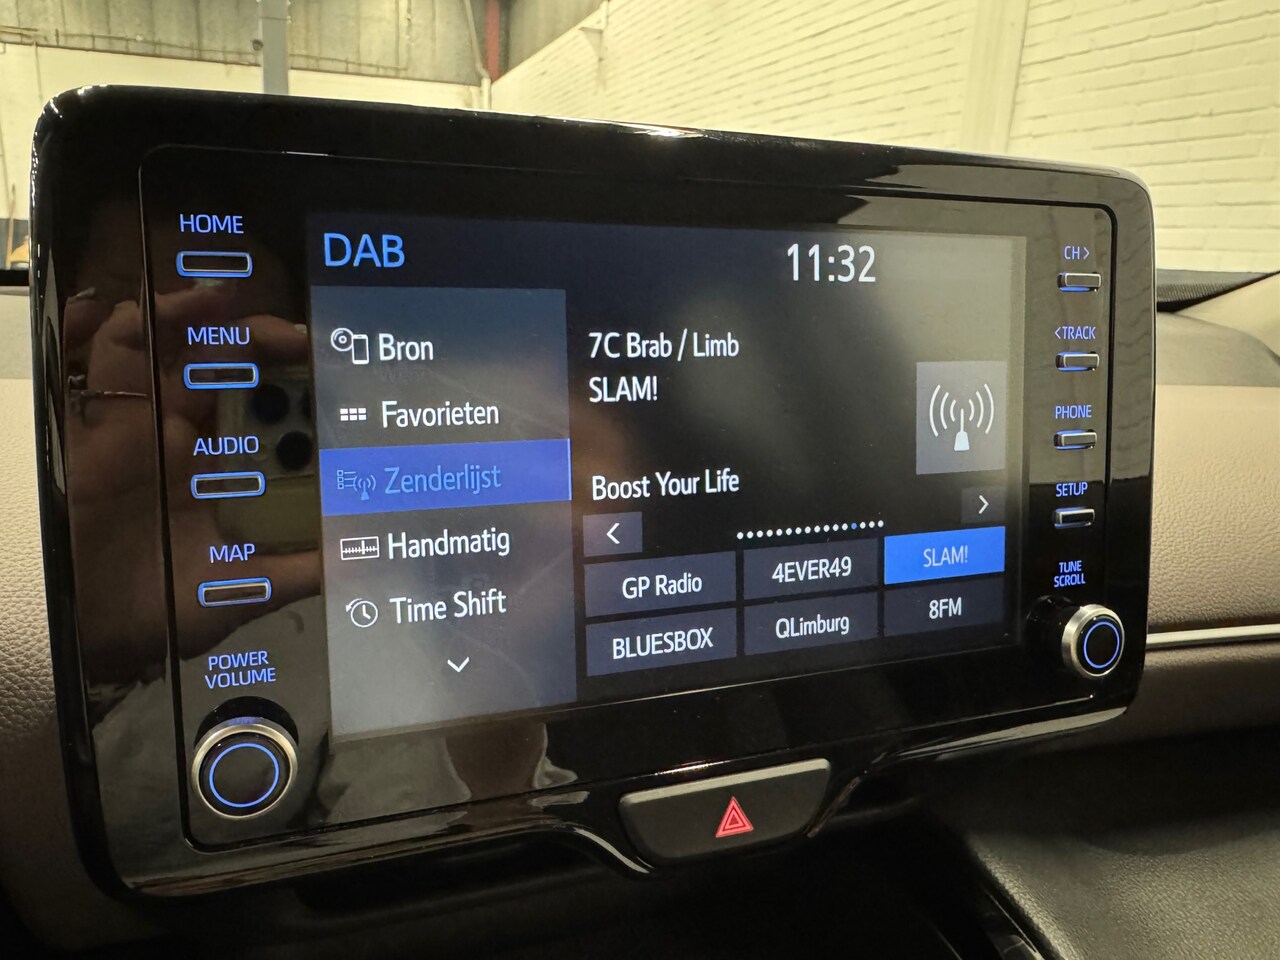 HOME
MENU
AUDIO
MAP
POWER
VOLUME
DAB
11:32
Bron
Favorieten
Zenderlijst
Handmatig
Time Shift
7C Brab / Limb
SLAM!
Boost Your Life
GP Radio
4EVER49
SLAM!
BLUESBOX
QLimburg
8FM
CH >
< TRACK
PHONE
SETUP
TUNE
SCROLL